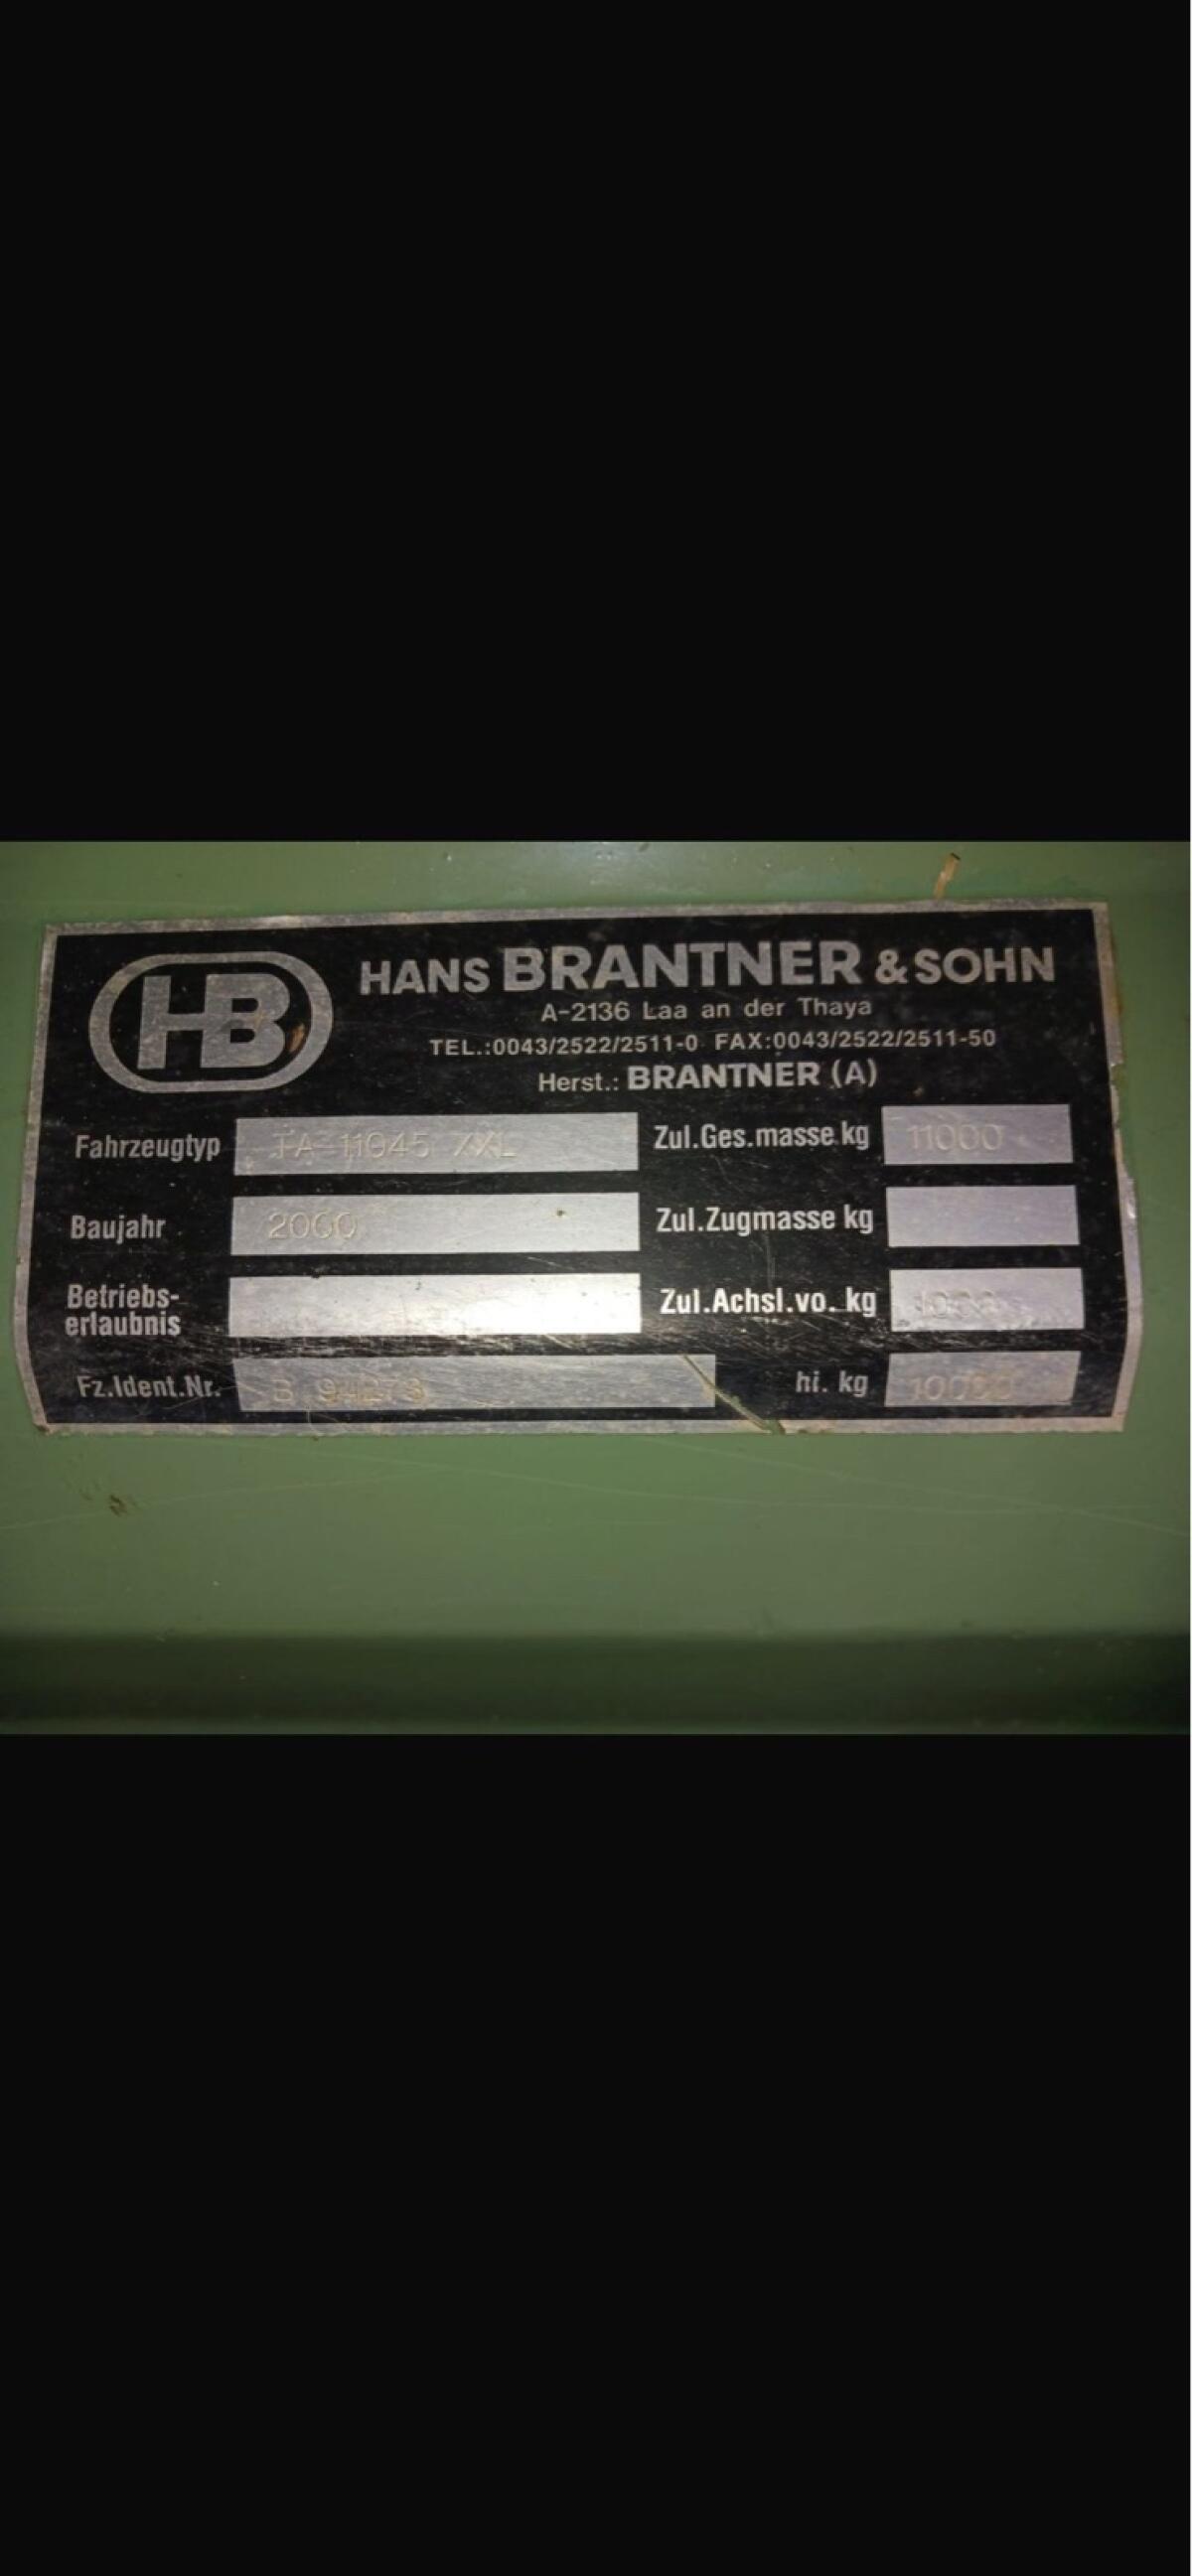 HB
HANS BRANTNER & SOHN
A-2136 Laa an der Thaya
TEL.:0043/2522/2511-0 FAX:0043/2522/2511-50
Herst.: BRANTNER (A)
Fahrzeugtyp TA-11045 XXL Zul.Ges.masse kg 11000
Baujahr 2000 Zul.Zugmasse kg
Betriebs-
erlaubnis Zul.Achsl.vo. kg 1000
Fz.Ident.Nr. hi. kg 10000